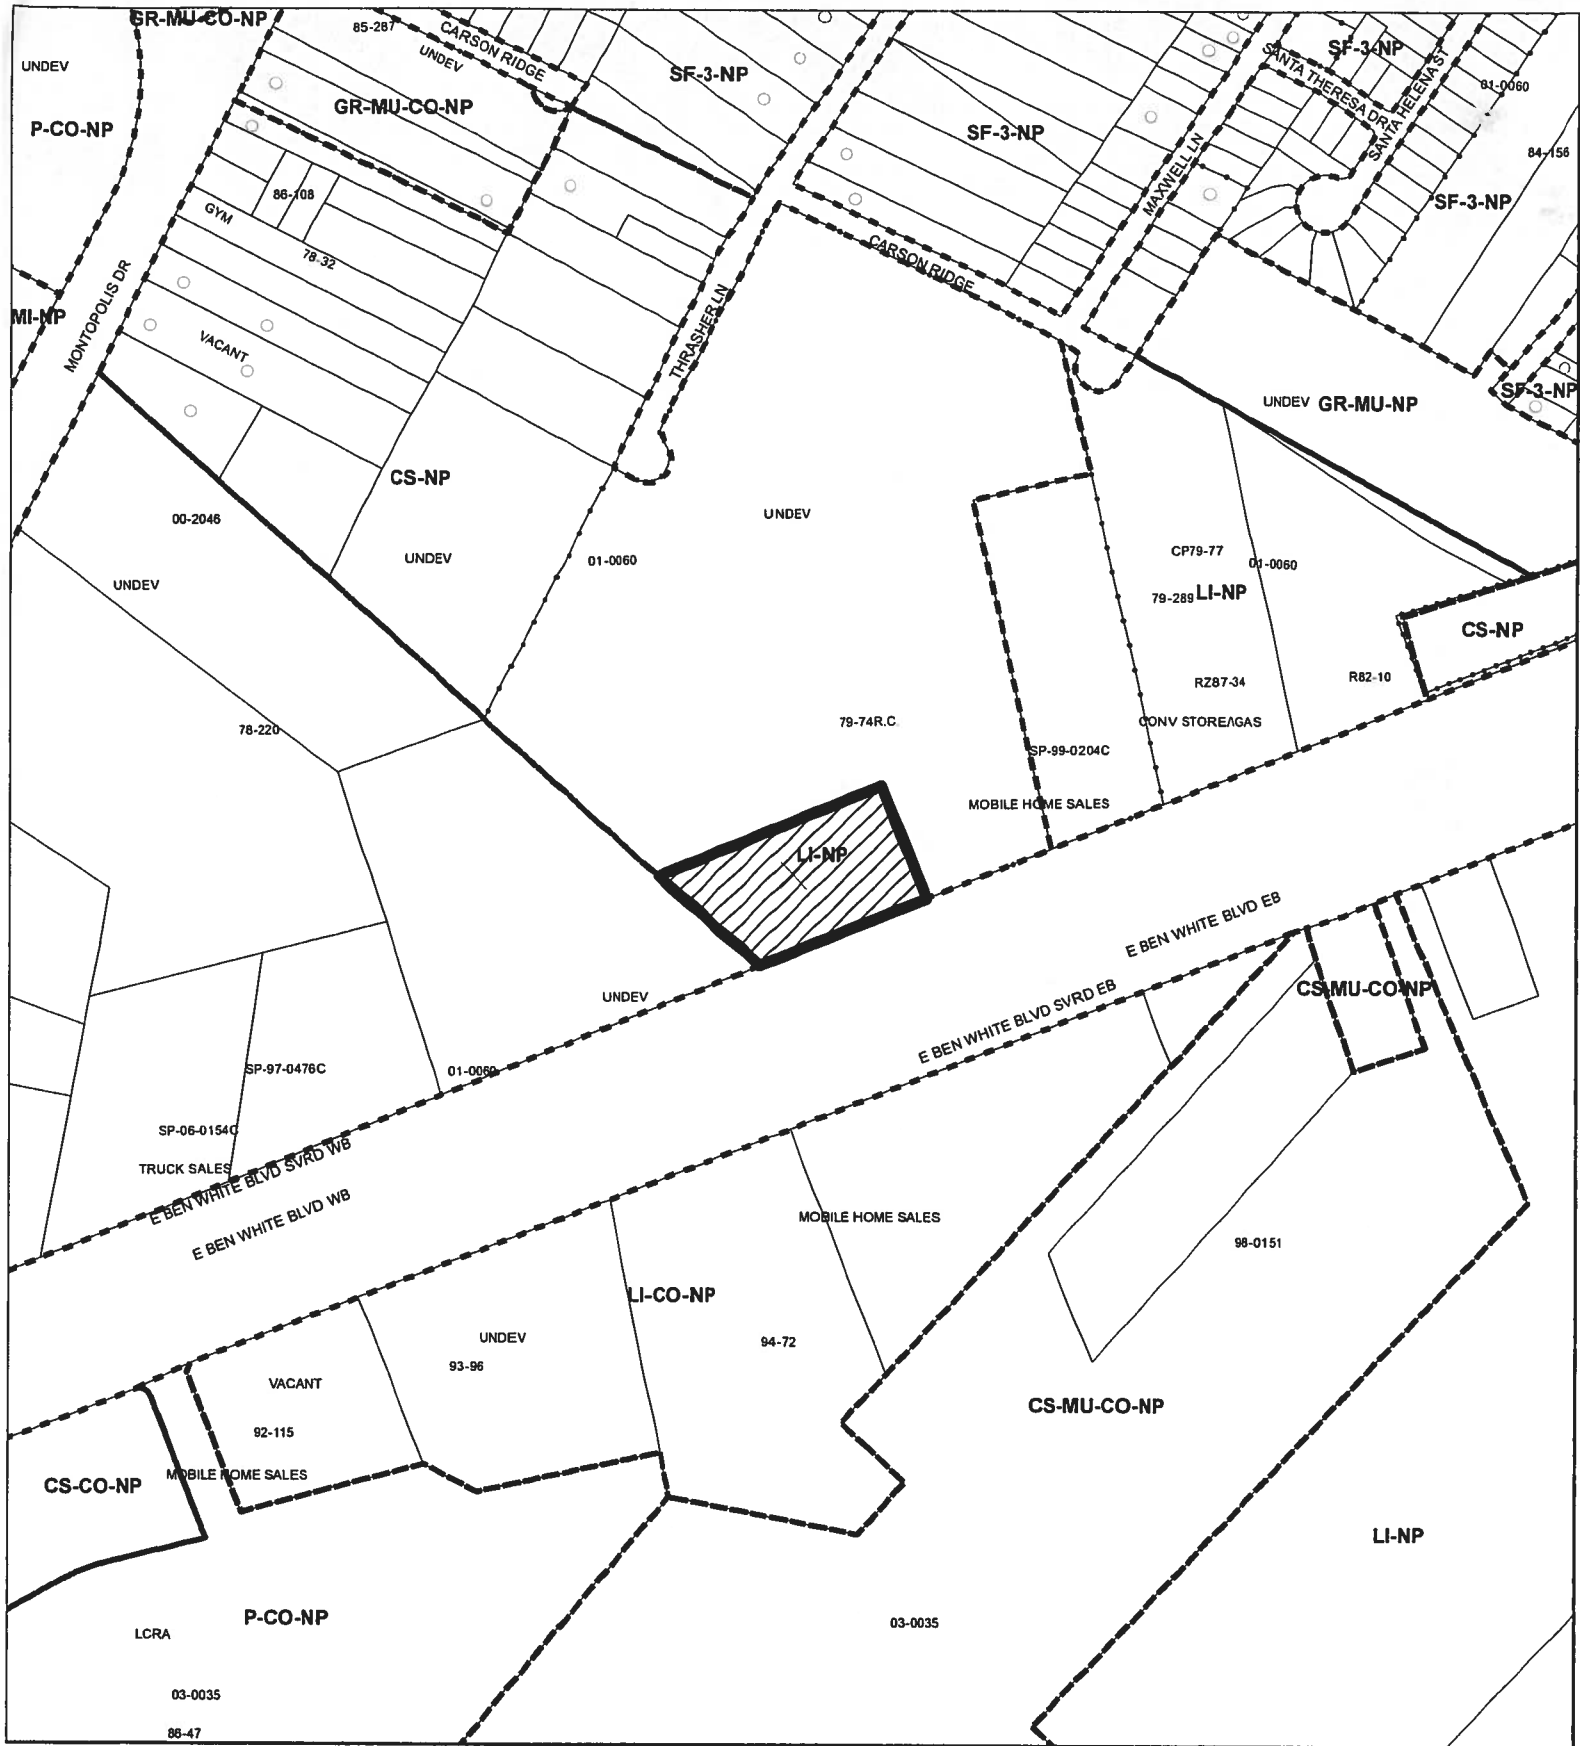 GR-MU-CO-NP
85-287
CARSON RIDGE
UNDEV
UNDEV
SF-3-NP
SF-3-NP
SANTA THERESA DR
SANTA HELENA ST
01-0060
P-CO-NP
GR-MU-CO-NP
SF-3-NP
84-156
86-108
GYM
78-32
MAXWELL LN
SF-3-NP
CARSON RIDGE
MI-NP
MONTOPOLIS DR
VACANT
THRASHER LN
UNDEV
GR-MU-NP
SF-3-NP
CS-NP
00-2046
UNDEV
UNDEV
UNDEV
01-0060
CP79-77
01-0060
79-289
LI-NP
CS-NP
RZ87-34
R82-10
78-220
79-74R.C.
CONV STORE/GAS
SP-99-0204C
MOBILE HOME SALES
LI-NP
E BEN WHITE BLVD EB
UNDEV
CS-MU-CO-NP
E BEN WHITE BLVD SVRD EB
SP-97-0476C
01-0060
SP-06-0154C
TRUCK SALES
E BEN WHITE BLVD SVRD WB
E BEN WHITE BLVD WB
MOBILE HOME SALES
98-0151
LI-CO-NP
UNDEV
93-96
94-72
VACANT
92-115
CS-MU-CO-NP
CS-CO-NP
MOBILE HOME SALES
LI-NP
P-CO-NP
LCRA
03-0035
03-0035
86-47